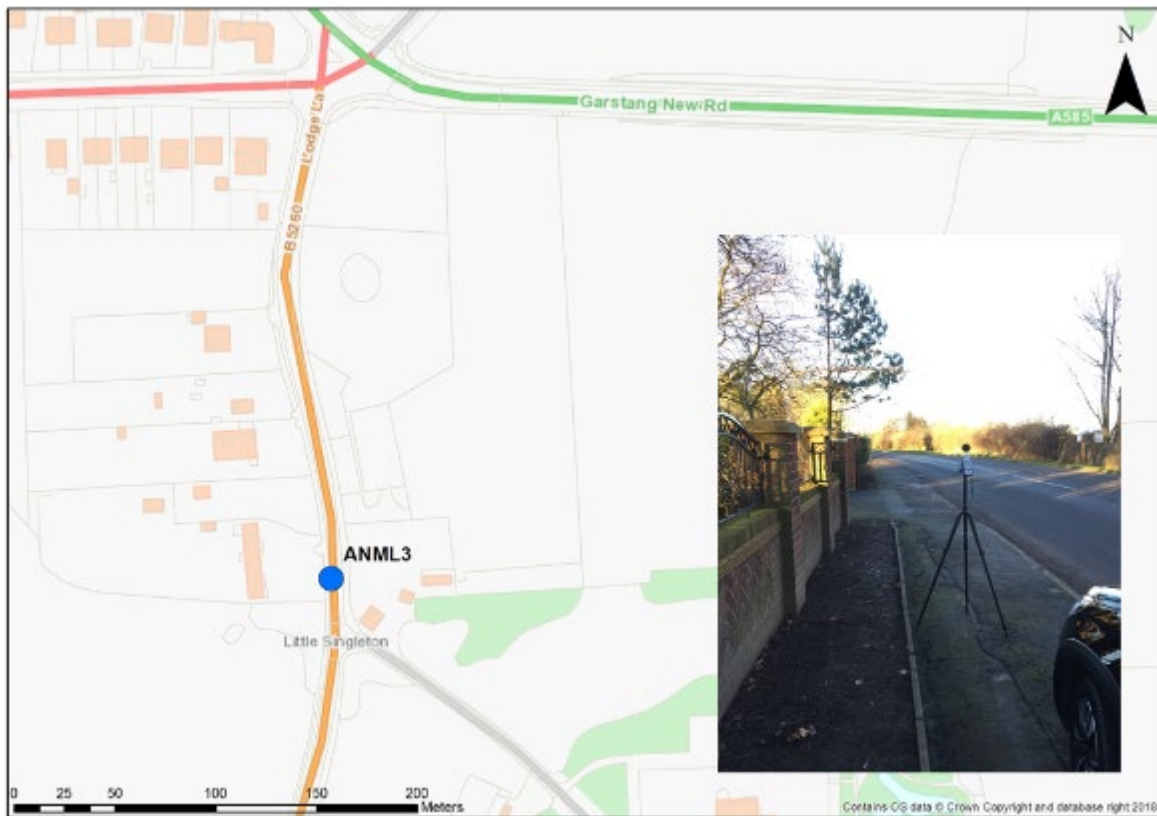 N
Garstang New Rd
A585
B5260 Lodge La
ANML3
Little Singleton
0 25 50 100 150 200
Meters
Contains OS data © Crown Copyright and database right 2018